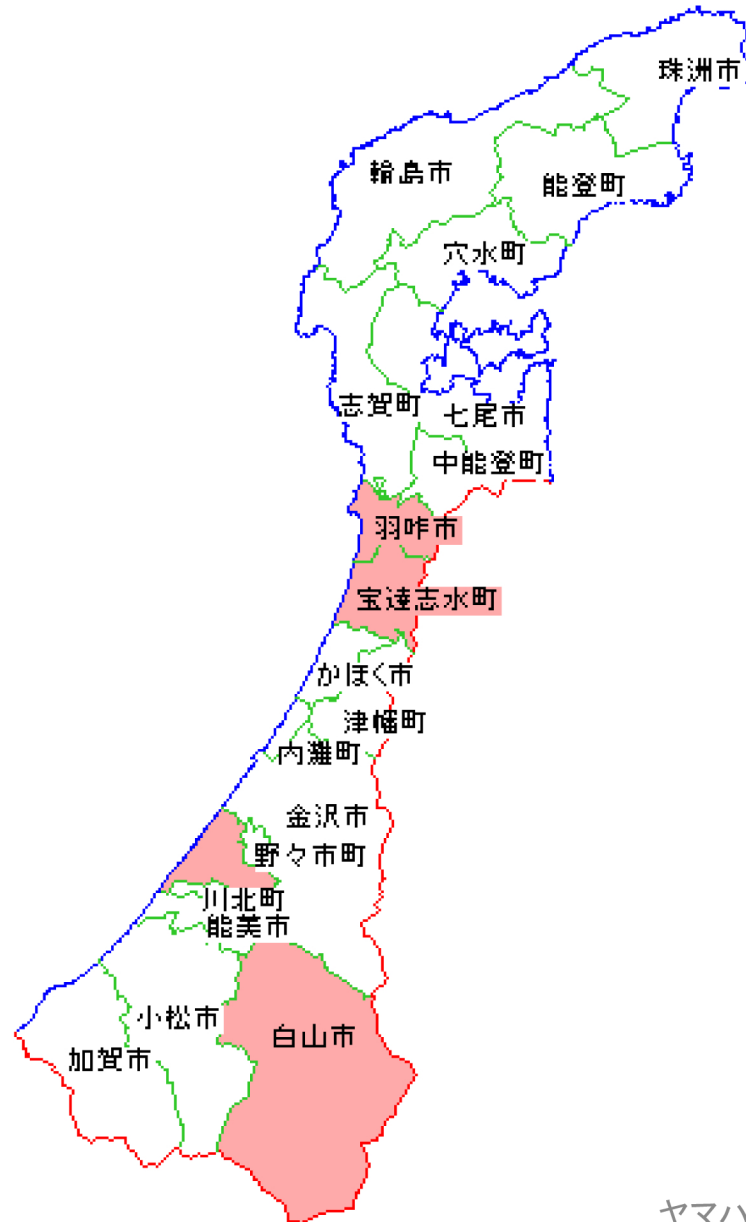 珠洲市
輪島市
能登町
穴水町
志賀町
七尾市
中能登町
羽咋市
宝達志水町
かほく市
津幡町
内灘町
金沢市
野々市町
川北町
能美市
小松市
白山市
加賀市
ヤマハ